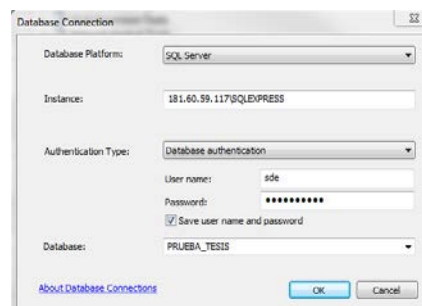 Database Connection
Database Platform: SQL Server
Instance: 181.60.59.117\SQLEXPRESS
Authentication Type: Database authentication
User name: sde
Password: ●●●●●●●●●●
Save user name and password
Database: PRUEBA_TESIS
About Database Connections OK Cancel